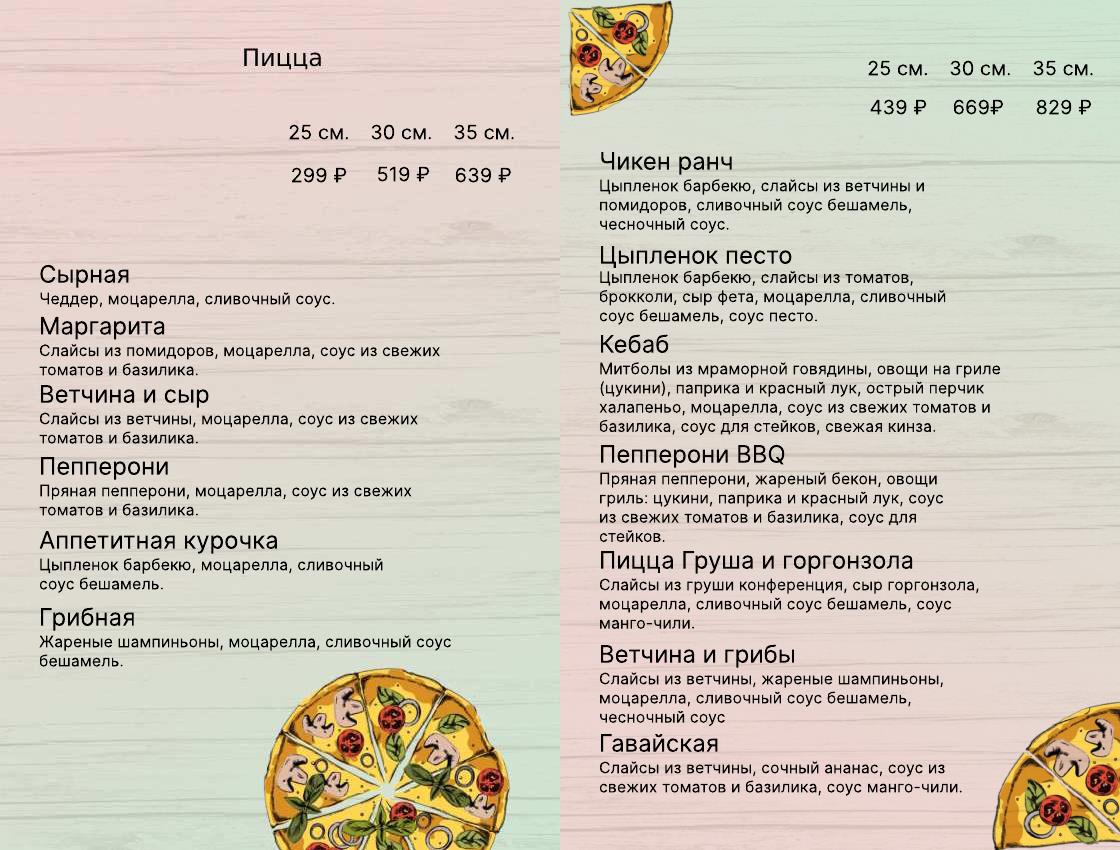 Пицца
25 см. 30 см. 35 см.
299 ₽ 519 ₽ 639 ₽
Сырная
Чеддер, моцарелла, сливочный соус.
Маргарита
Слайсы из помидоров, моцарелла, соус из свежих
томатов и базилика.
Ветчина и сыр
Слайсы из ветчины, моцарелла, соус из свежих
томатов и базилика.
Пепперони
Пряная пепперони, моцарелла, соус из свежих
томатов и базилика.
Аппетитная курочка
Цыпленок барбекю, моцарелла, сливочный
соус бешамель.
Грибная
Жареные шампиньоны, моцарелла, сливочный соус
бешамель.
25 см. 30 см. 35 см.
439 ₽ 669₽ 829 ₽
Чикен ранч
Цыпленок барбекю, слайсы из ветчины и
помидоров, сливочный соус бешамель,
чесночный соус.
Цыпленок песто
Цыпленок барбекю, слайсы из томатов,
брокколи, сыр фета, моцарелла, сливочный
соус бешамель, соус песто.
Кебаб
Митболы из мраморной говядины, овощи на гриле
(цукини), паприка и красный лук, острый перчик
халапеньо, моцарелла, соус из свежих томатов и
базилика, соус для стейков, свежая кинза.
Пепперони BBQ
Пряная пепперони, жареный бекон, овощи
гриль: цукини, паприка и красный лук, соус
из свежих томатов и базилика, соус для
стейков.
Пицца Груша и горгонзола
Слайсы из груши конференция, сыр горгонзола,
моцарелла, сливочный соус бешамель, соус
манго-чили.
Ветчина и грибы
Слайсы из ветчины, жареные шампиньоны,
моцарелла, сливочный соус бешамель,
чесночный соус
Гавайская
Слайсы из ветчины, сочный ананас, соус из
свежих томатов и базилика, соус манго-чили.